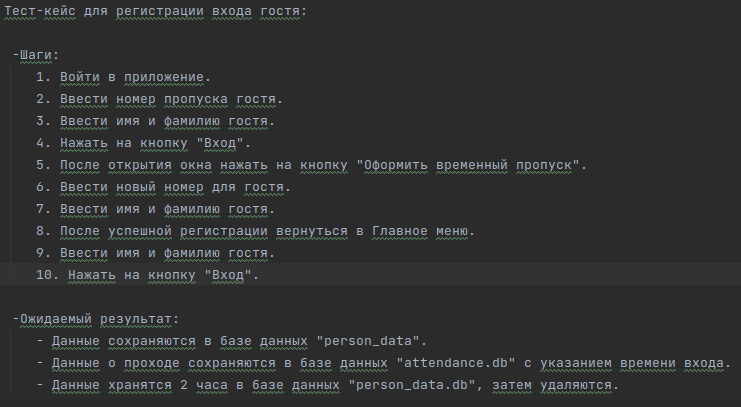 Тест-кейс для регистрации входа гостя:
-Шаги:
1. Войти в приложение.
2. Ввести номер пропуска гостя.
3. Ввести имя и фамилию гостя.
4. Нажать на кнопку "Вход".
5. После открытия окна нажать на кнопку "Оформить временный пропуск".
6. Ввести новый номер для гостя.
7. Ввести имя и фамилию гостя.
8. После успешной регистрации вернуться в Главное меню.
9. Ввести имя и фамилию гостя.
10. Нажать на кнопку "Вход".
-Ожидаемый результат:
- Данные сохраняются в базе данных "person_data".
- Данные о проходе сохраняются в базе данных "attendance.db" с указанием времени входа.
- Данные хранятся 2 часа в базе данных "person_data.db", затем удаляются.